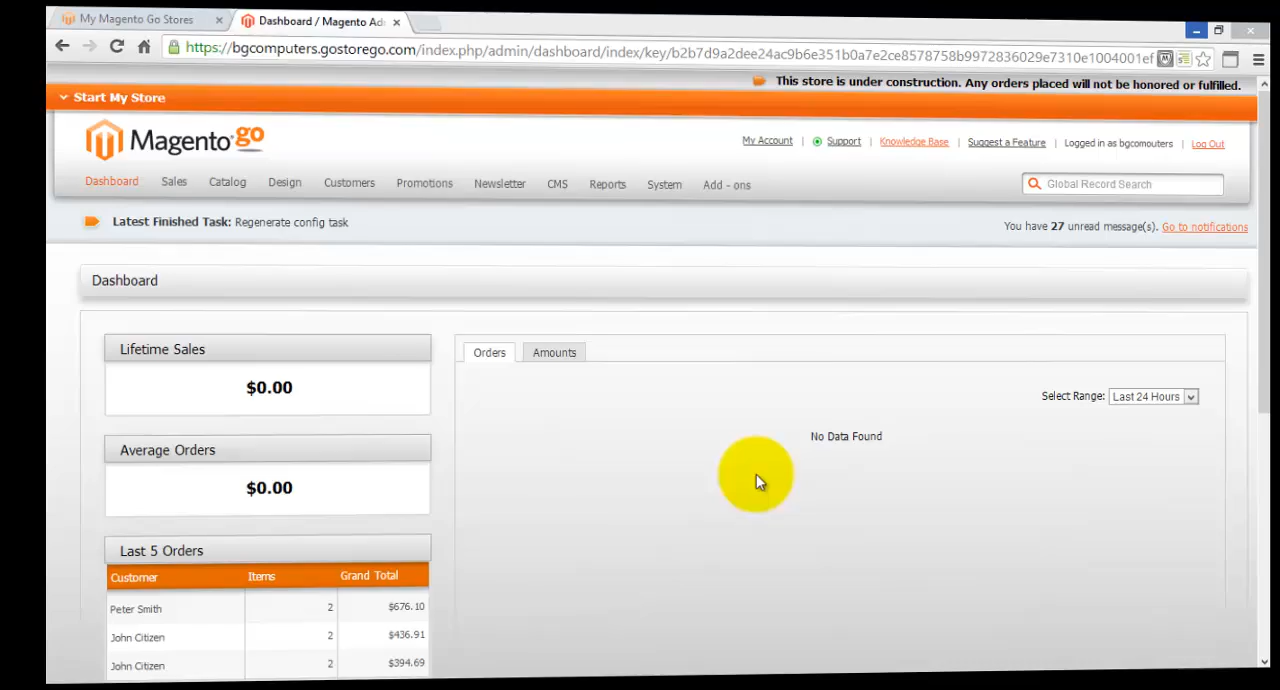 My Magento Go Stores
Dashboard / Magento Adm
https://bgcomputers.gostorego.com/index.php/admin/dashboard/index/key/b2b7d9a2dee24ac9b6e351b0a7e2ce8578758b9972836029e7310e1004001ef
This store is under construction. Any orders placed will not be honored or fulfilled.
Start My Store
Magento go
My Account | Support | Knowledge Base | Suggest a Feature | Logged in as bgcomouters | Log Out
Dashboard Sales Catalog Design Customers Promotions Newsletter CMS Reports System Add - ons
Global Record Search
Latest Finished Task: Regenerate config task
You have 27 unread message(s). Go to notifications
Dashboard
Lifetime Sales
$0.00
Orders Amounts
Select Range: Last 24 Hours
No Data Found
Average Orders
$0.00
Last 5 Orders
Customer Items Grand Total
Peter Smith 2 $676.10
John Citizen 2 $436.91
John Citizen 2 $394.69